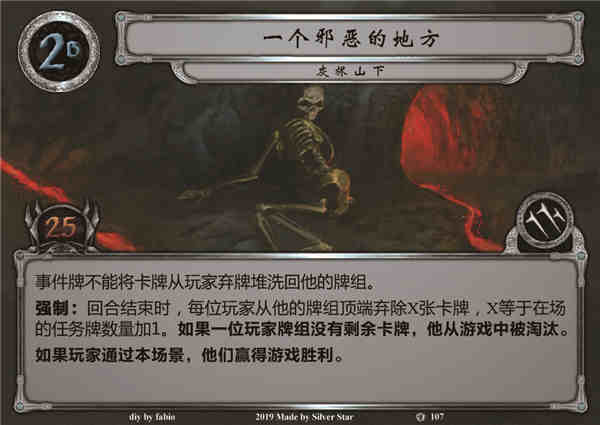 2B
一个邪恶的地方
灰烬山下
25
事件牌不能将卡牌从玩家弃牌堆洗回他的牌组。
强制：回合结束时，每位玩家从他的牌组顶端弃除X张卡牌，X等于在场
的任务牌数量加1。如果一位玩家牌组没有剩余卡牌，他从游戏中被淘汰。
如果玩家通过本场景，他们赢得游戏胜利。
diy by fabio 2019 Made by Silver Star 107